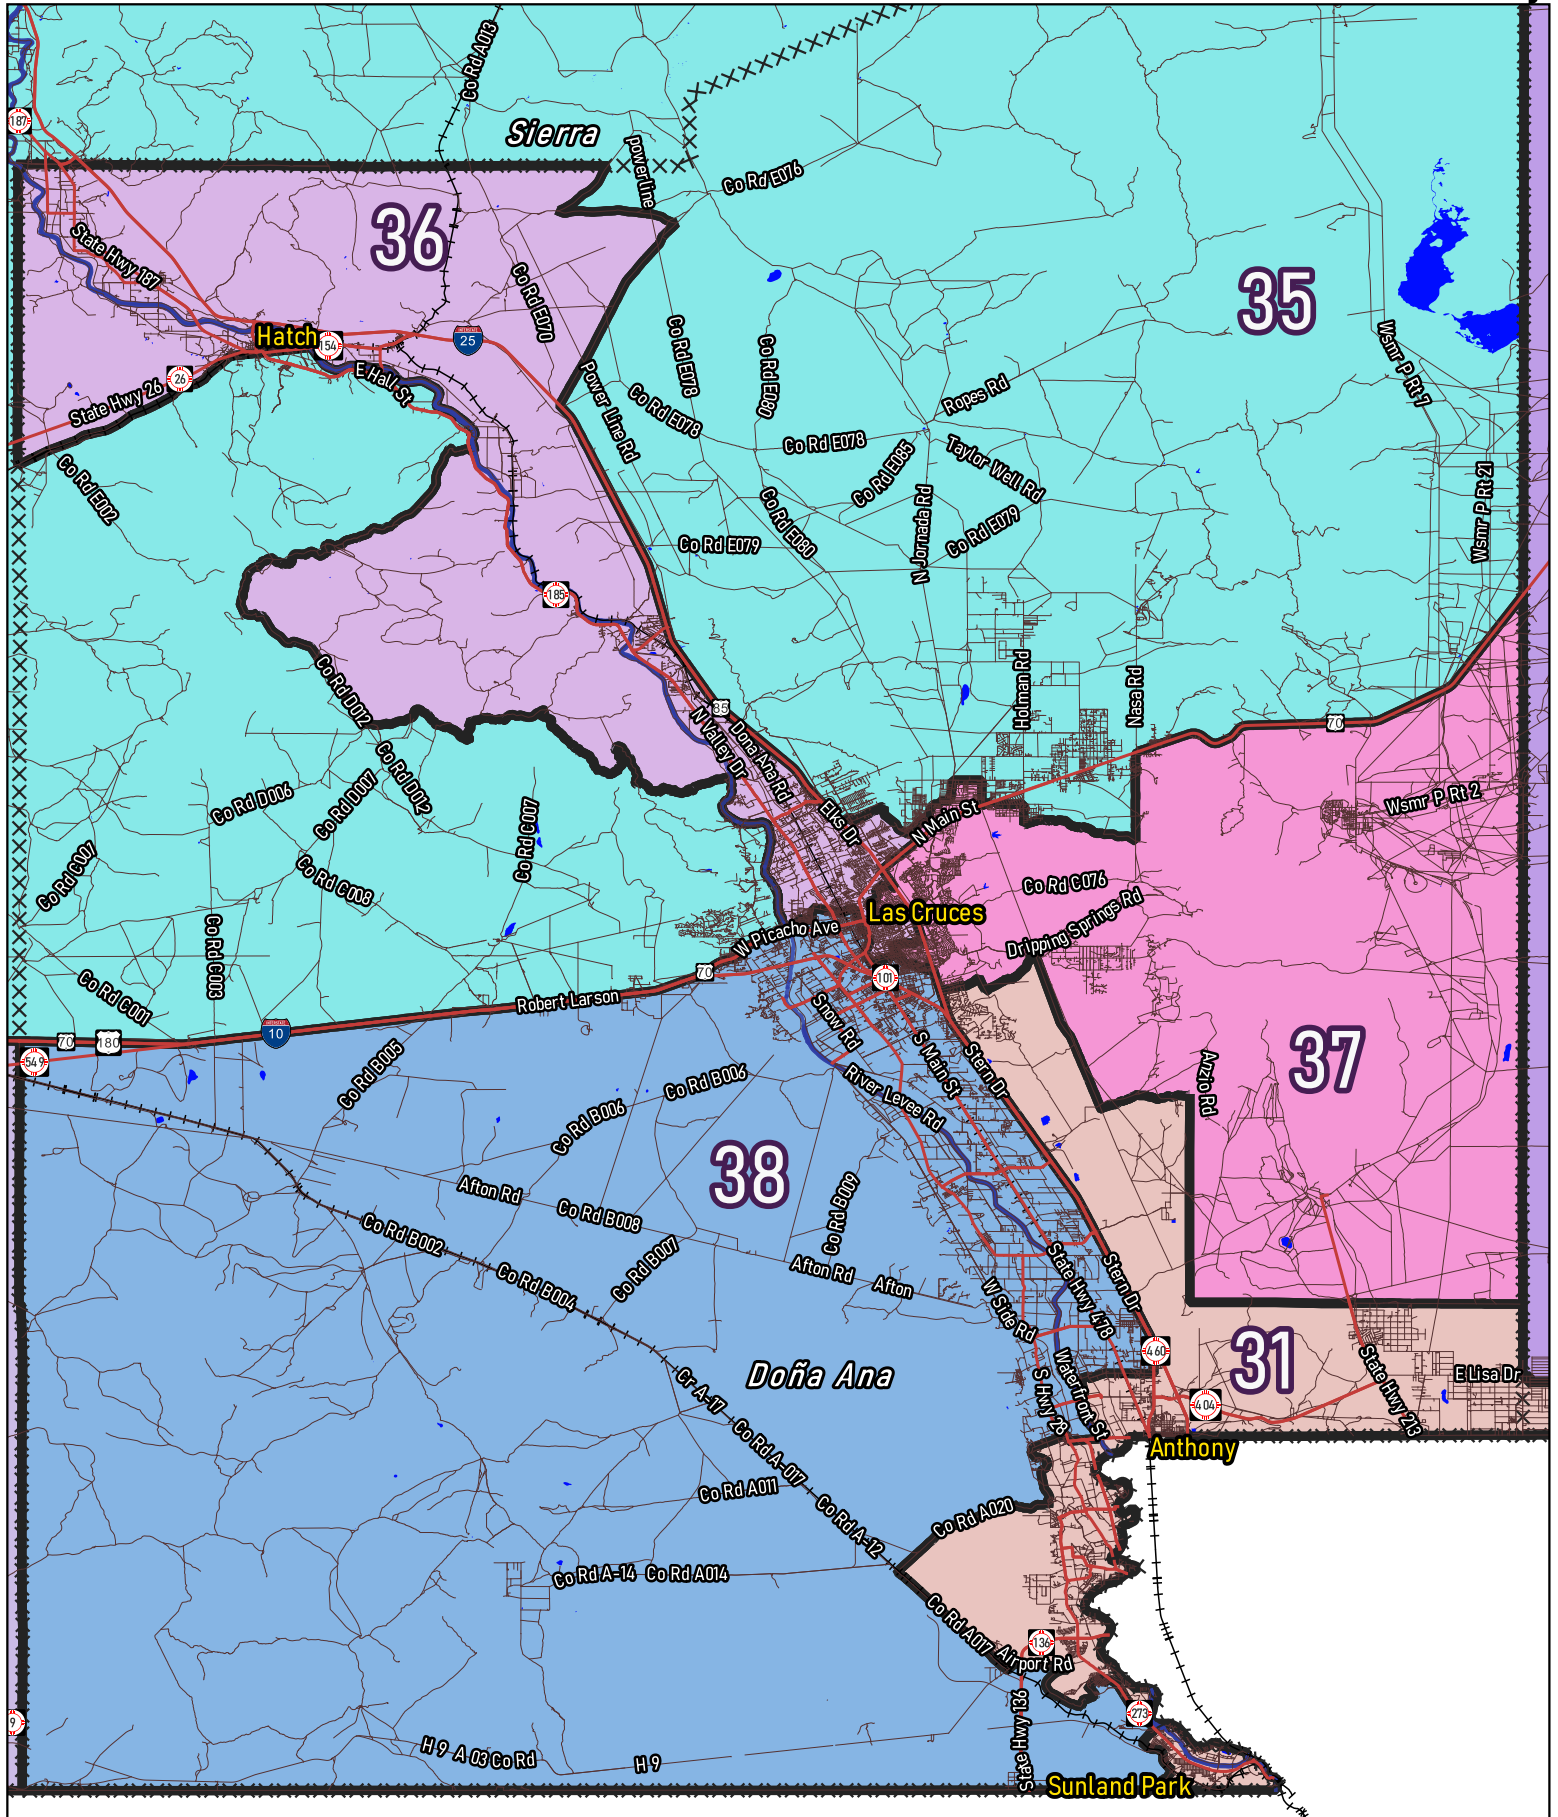 Co Rd A013
187
Sierra
powerline
Co Rd E076
36
State Hwy 187
35
Co Rd E070
Hatch
154
25
Co Rd E078
Co Rd E080
Wsmr P Rt 7
26
E Hall St
State Hwy 26
Power Line Rd
Co Rd E078
Ropes Rd
Co Rd E078
Co Rd E085
Taylor Well Rd
Co Rd E002
Wsmr P Rt 21
Co Rd E080
N Jornada Rd
Co Rd E079
Co Rd E079
185
Co Rd D012
Holman Rd
Nasa Rd
85
N Valley Dr
Dona Ana Rd
70
Co Rd D012
Co Rd D006
Co Rd D007
Co Rd C007
Elks Dr
N Main St
Wsmr P Rt 2
Co Rd C007
Co Rd C008
Co Rd C076
Las Cruces
Dripping Springs Rd
W Picacho Ave
Co Rd C003
70
101
Co Rd C001
Robert Larson
Snow Rd
10
70
180
549
S Main St
Stern Dr
37
Co Rd B005
Co Rd B006
River Levee Rd
Anzio Rd
Co Rd B006
38
Afton Rd
Co Rd B008
Co Rd B009
Co Rd B002
Co Rd B007
Afton Rd
Afton
State Hwy 478
Stern Dr
Co Rd B004
W Side Rd
460
31
Doña Ana
Waterfront St
State Hwy 213
E Lisa Dr
Cr A-17
S Hwy 28
404
Co Rd A-017
Anthony
Co Rd A011
Co Rd A-12
Co Rd A020
Co Rd A-14
Co Rd A014
Co Rd A017
136
Airport Rd
State Hwy 136
9
273
H 9
A 03 Co Rd
H 9
Sunland Park